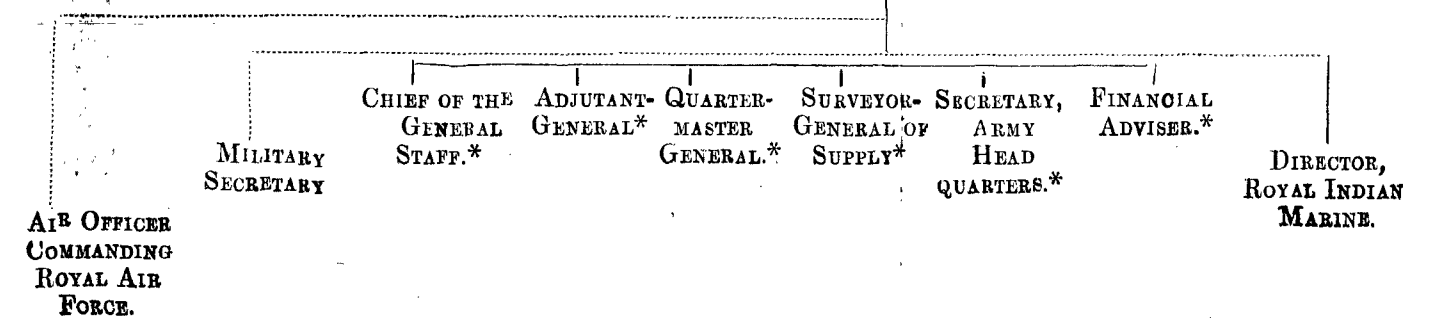 CHIEF OF THE
GENERAL
STAFF.*
ADJUTANT-
GENERAL*
QUARTER-
MASTER
GENERAL.*
SURVEYOR-
GENERAL OF
SUPPLY*
SECRETARY,
ARMY
HEAD
QUARTERS.*
FINANCIAL
ADVISER.*
MILITARY
SECRETARY
DIRECTOR,
ROYAL INDIAN
MARINE.
AIR OFFICER
COMMANDING
ROYAL AIR
FORCE.